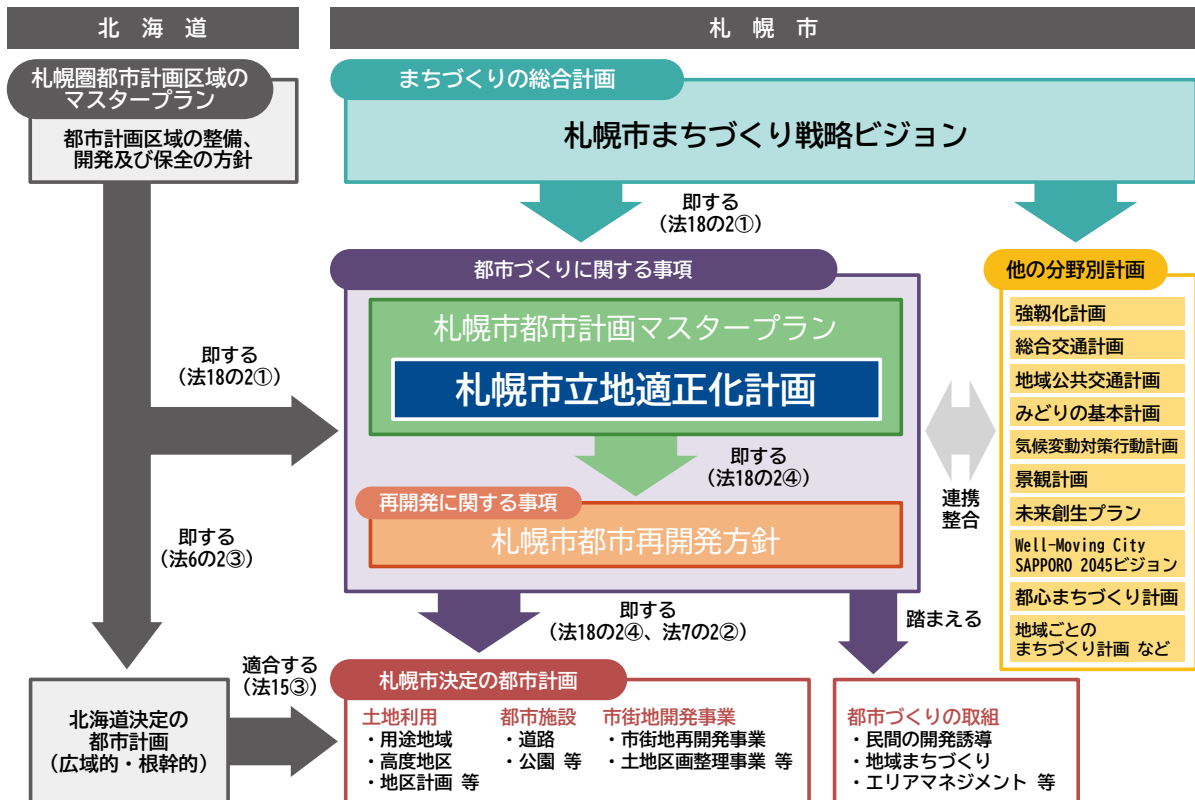 北 海 道
札 幌 市
札幌圏都市計画区域の
マスタープラン
都市計画区域の整備、
開発及び保全の方針
まちづくりの総合計画
札幌市まちづくり戦略ビジョン
即する
(法18の2①)
都市づくりに関する事項
札幌市都市計画マスタープラン
札幌市立地適正化計画
即する
(法18の2①)
即する
(法18の2④)
再開発に関する事項
札幌市都市再開発方針
連携
整合
他の分野別計画
強靱化計画
総合交通計画
地域公共交通計画
みどりの基本計画
気候変動対策行動計画
景観計画
未来創生プラン
Well-Moving City
SAPPORO 2045ビジョン
都心まちづくり計画
地域ごとの
まちづくり計画 など
即する
(法6の2③)
即する
(法18の2④、法7の2②)
踏まえる
北海道決定の
都市計画
(広域的・根幹的)
適合する
(法15③)
札幌市決定の都市計画
土地利用
・用途地域
・高度地区
・地区計画 等
都市施設
・道路
・公園 等
市街地開発事業
・市街地再開発事業
・土地区画整理事業 等
都市づくりの取組
・民間の開発誘導
・地域まちづくり
・エリアマネジメント 等